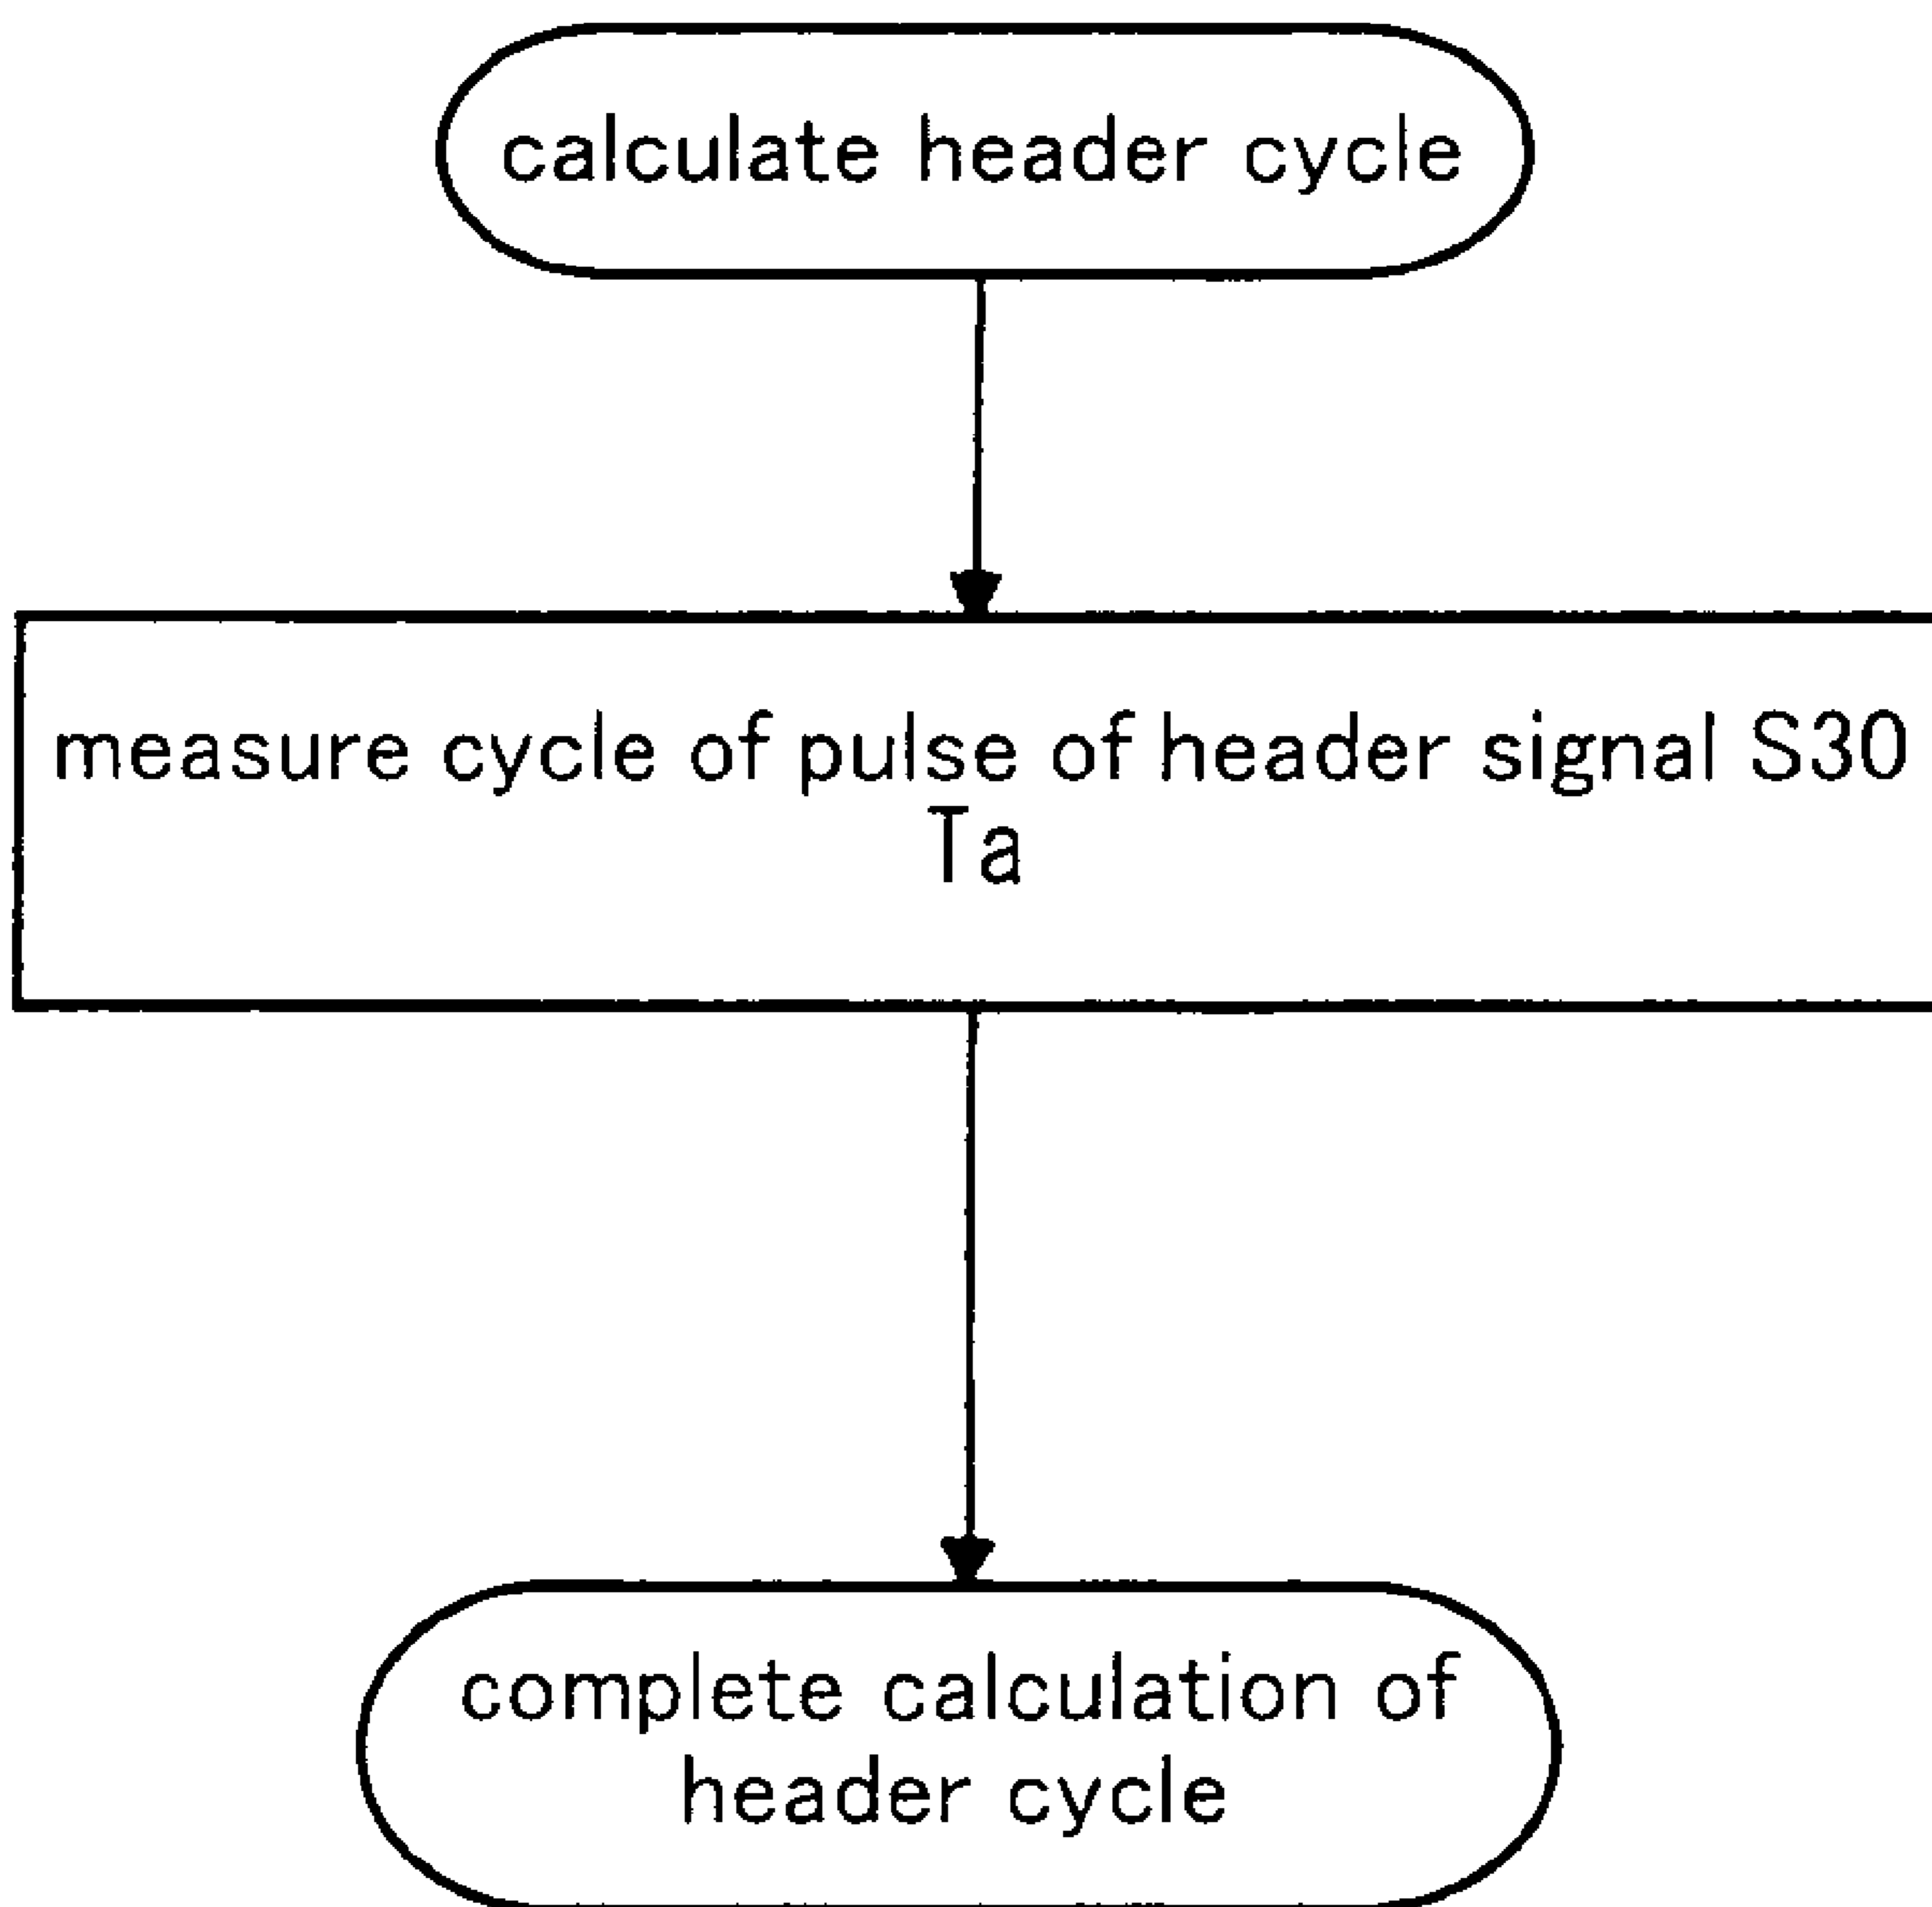 calculate header cycle
measure cycle of pulse of header signal S30
Ta
complete calculation of
header cycle